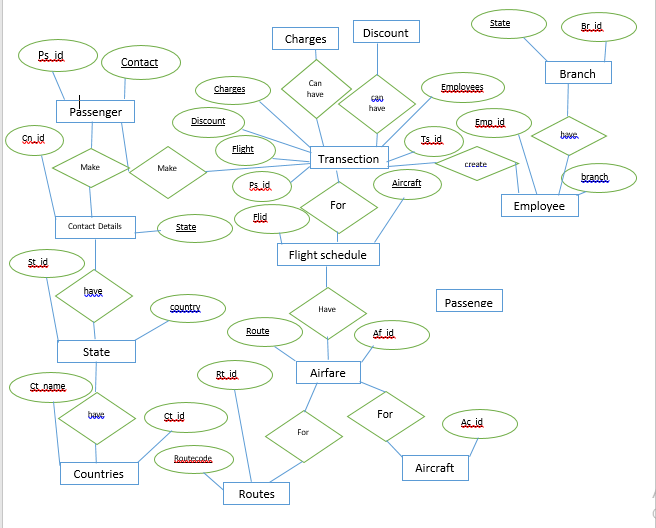 State
Br_id
Charges
Discount
Ps_id
Contact
Branch
Charges
Can
have
can
have
Employees
Passenger
Discount
Emp_id
Cn_id
Ts_id
have
Flight
Transection
create
Make
Make
Ps_id
Aircraft
branch
For
Employee
Contact Details
State
Flid
Flight schedule
St_id
have
country
Have
Passenge
Route
Af_id
State
Rt_id
Airfare
Ct_name
have
Ct_id
For
For
Ac_id
Routecode
Aircraft
Countries
Routes